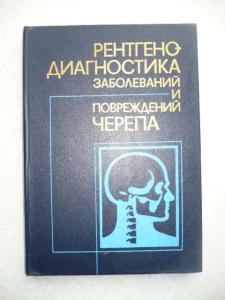 РЕНТГЕНО-
ДИАГНОСТИКА
ЗАБОЛЕВАНИЙ
И
ПОВРЕЖДЕНИЙ
ЧЕРЕПА